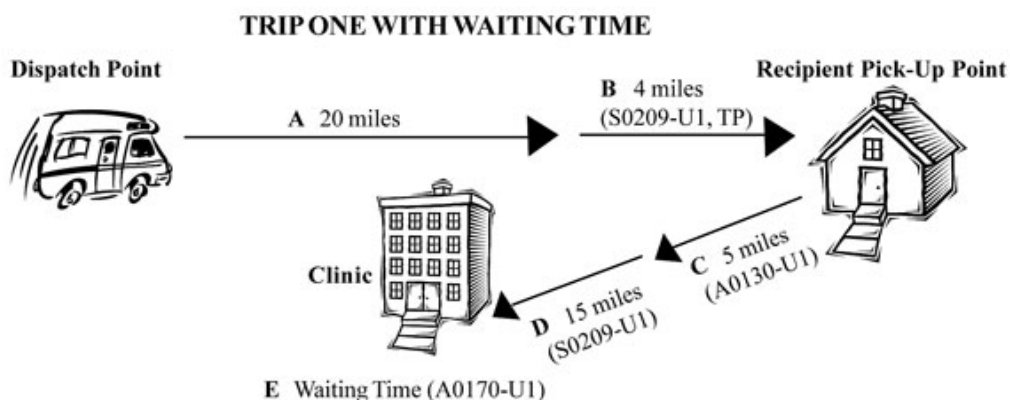 TRIP ONE WITH WAITING TIME
Dispatch Point
A 20 miles
B 4 miles
(S0209-U1, TP)
Recipient Pick-Up Point
C 5 miles
(A0130-U1)
Clinic
D 15 miles
(S0209-U1)
E Waiting Time (A0170-U1)